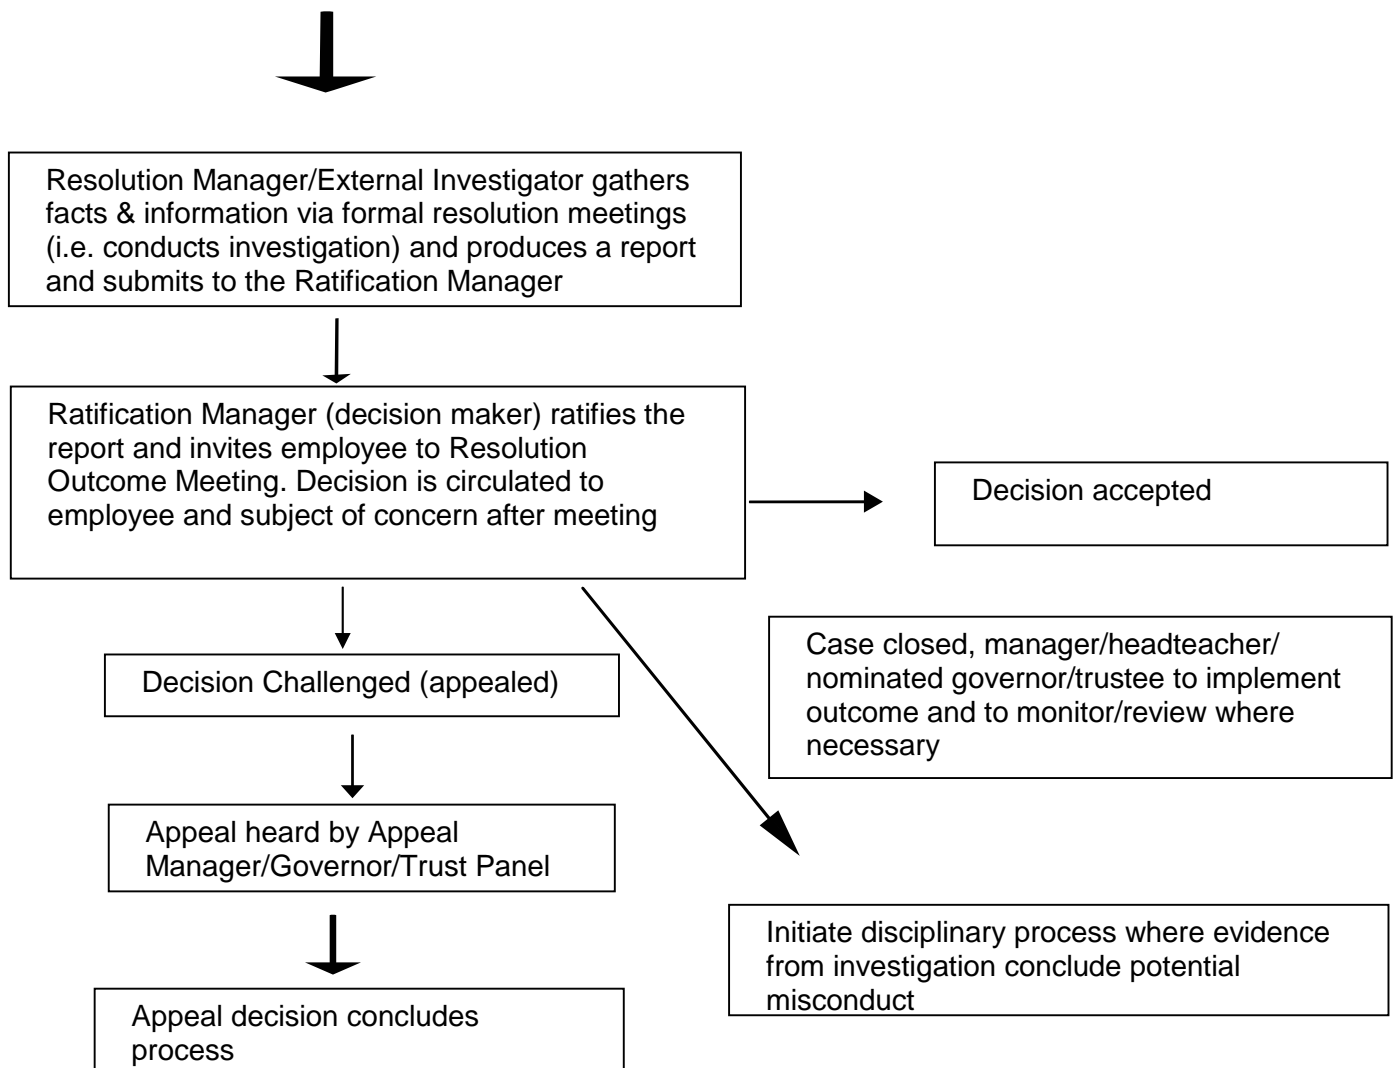 Resolution Manager/External Investigator gathers
facts & information via formal resolution meetings
(i.e. conducts investigation) and produces a report
and submits to the Ratification Manager
Ratification Manager (decision maker) ratifies the
report and invites employee to Resolution
Outcome Meeting. Decision is circulated to
employee and subject of concern after meeting
Decision accepted
Case closed, manager/headteacher/
nominated governor/trustee to implement
outcome and to monitor/review where
necessary
Decision Challenged (appealed)
Appeal heard by Appeal
Manager/Governor/Trust Panel
Initiate disciplinary process where evidence
from investigation conclude potential
misconduct
Appeal decision concludes
process